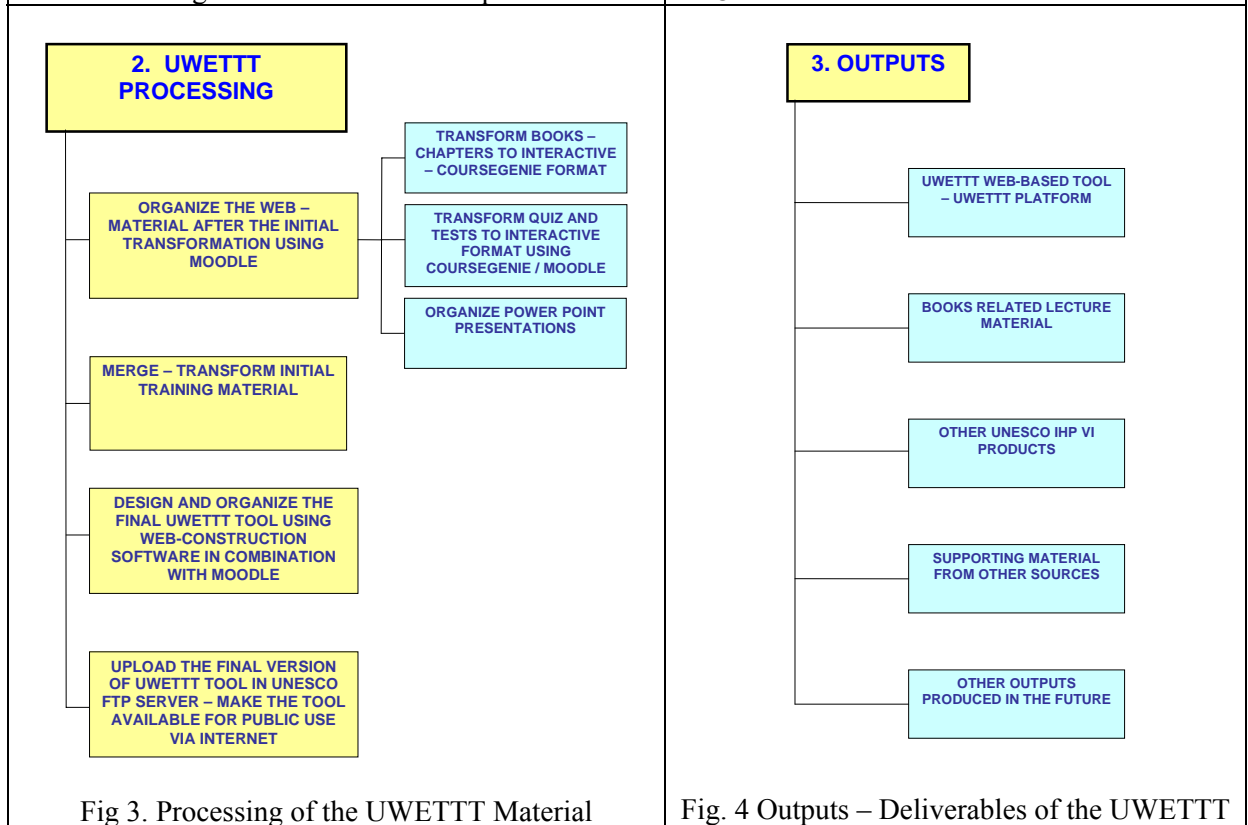 2. UWETTT
PROCESSING
TRANSFORM BOOKS –
CHAPTERS TO INTERACTIVE
– COURSEGENIE FORMAT
ORGANIZE THE WEB –
MATERIAL AFTER THE INITIAL
TRANSFORMATION USING
MOODLE
TRANSFORM QUIZ AND
TESTS TO INTERACTIVE
FORMAT USING
COURSEGENIE / MOODLE
ORGANIZE POWER POINT
PRESENTATIONS
MERGE – TRANSFORM INITIAL
TRAINING MATERIAL
DESIGN AND ORGANIZE THE
FINAL UWETTT TOOL USING
WEB-CONSTRUCTION
SOFTWARE IN COMBINATION
WITH MOODLE
UPLOAD THE FINAL VERSION
OF UWETTT TOOL IN UNESCO
FTP SERVER – MAKE THE TOOL
AVAILABLE FOR PUBLIC USE
VIA INTERNET
Fig 3. Processing of the UWETTT Material
3. OUTPUTS
UWETTT WEB-BASED TOOL
– UWETTT PLATFORM
BOOKS RELATED LECTURE
MATERIAL
OTHER UNESCO IHP VI
PRODUCTS
SUPPORTING MATERIAL
FROM OTHER SOURCES
OTHER OUTPUTS
PRODUCED IN THE FUTURE
Fig. 4 Outputs – Deliverables of the UWETTT